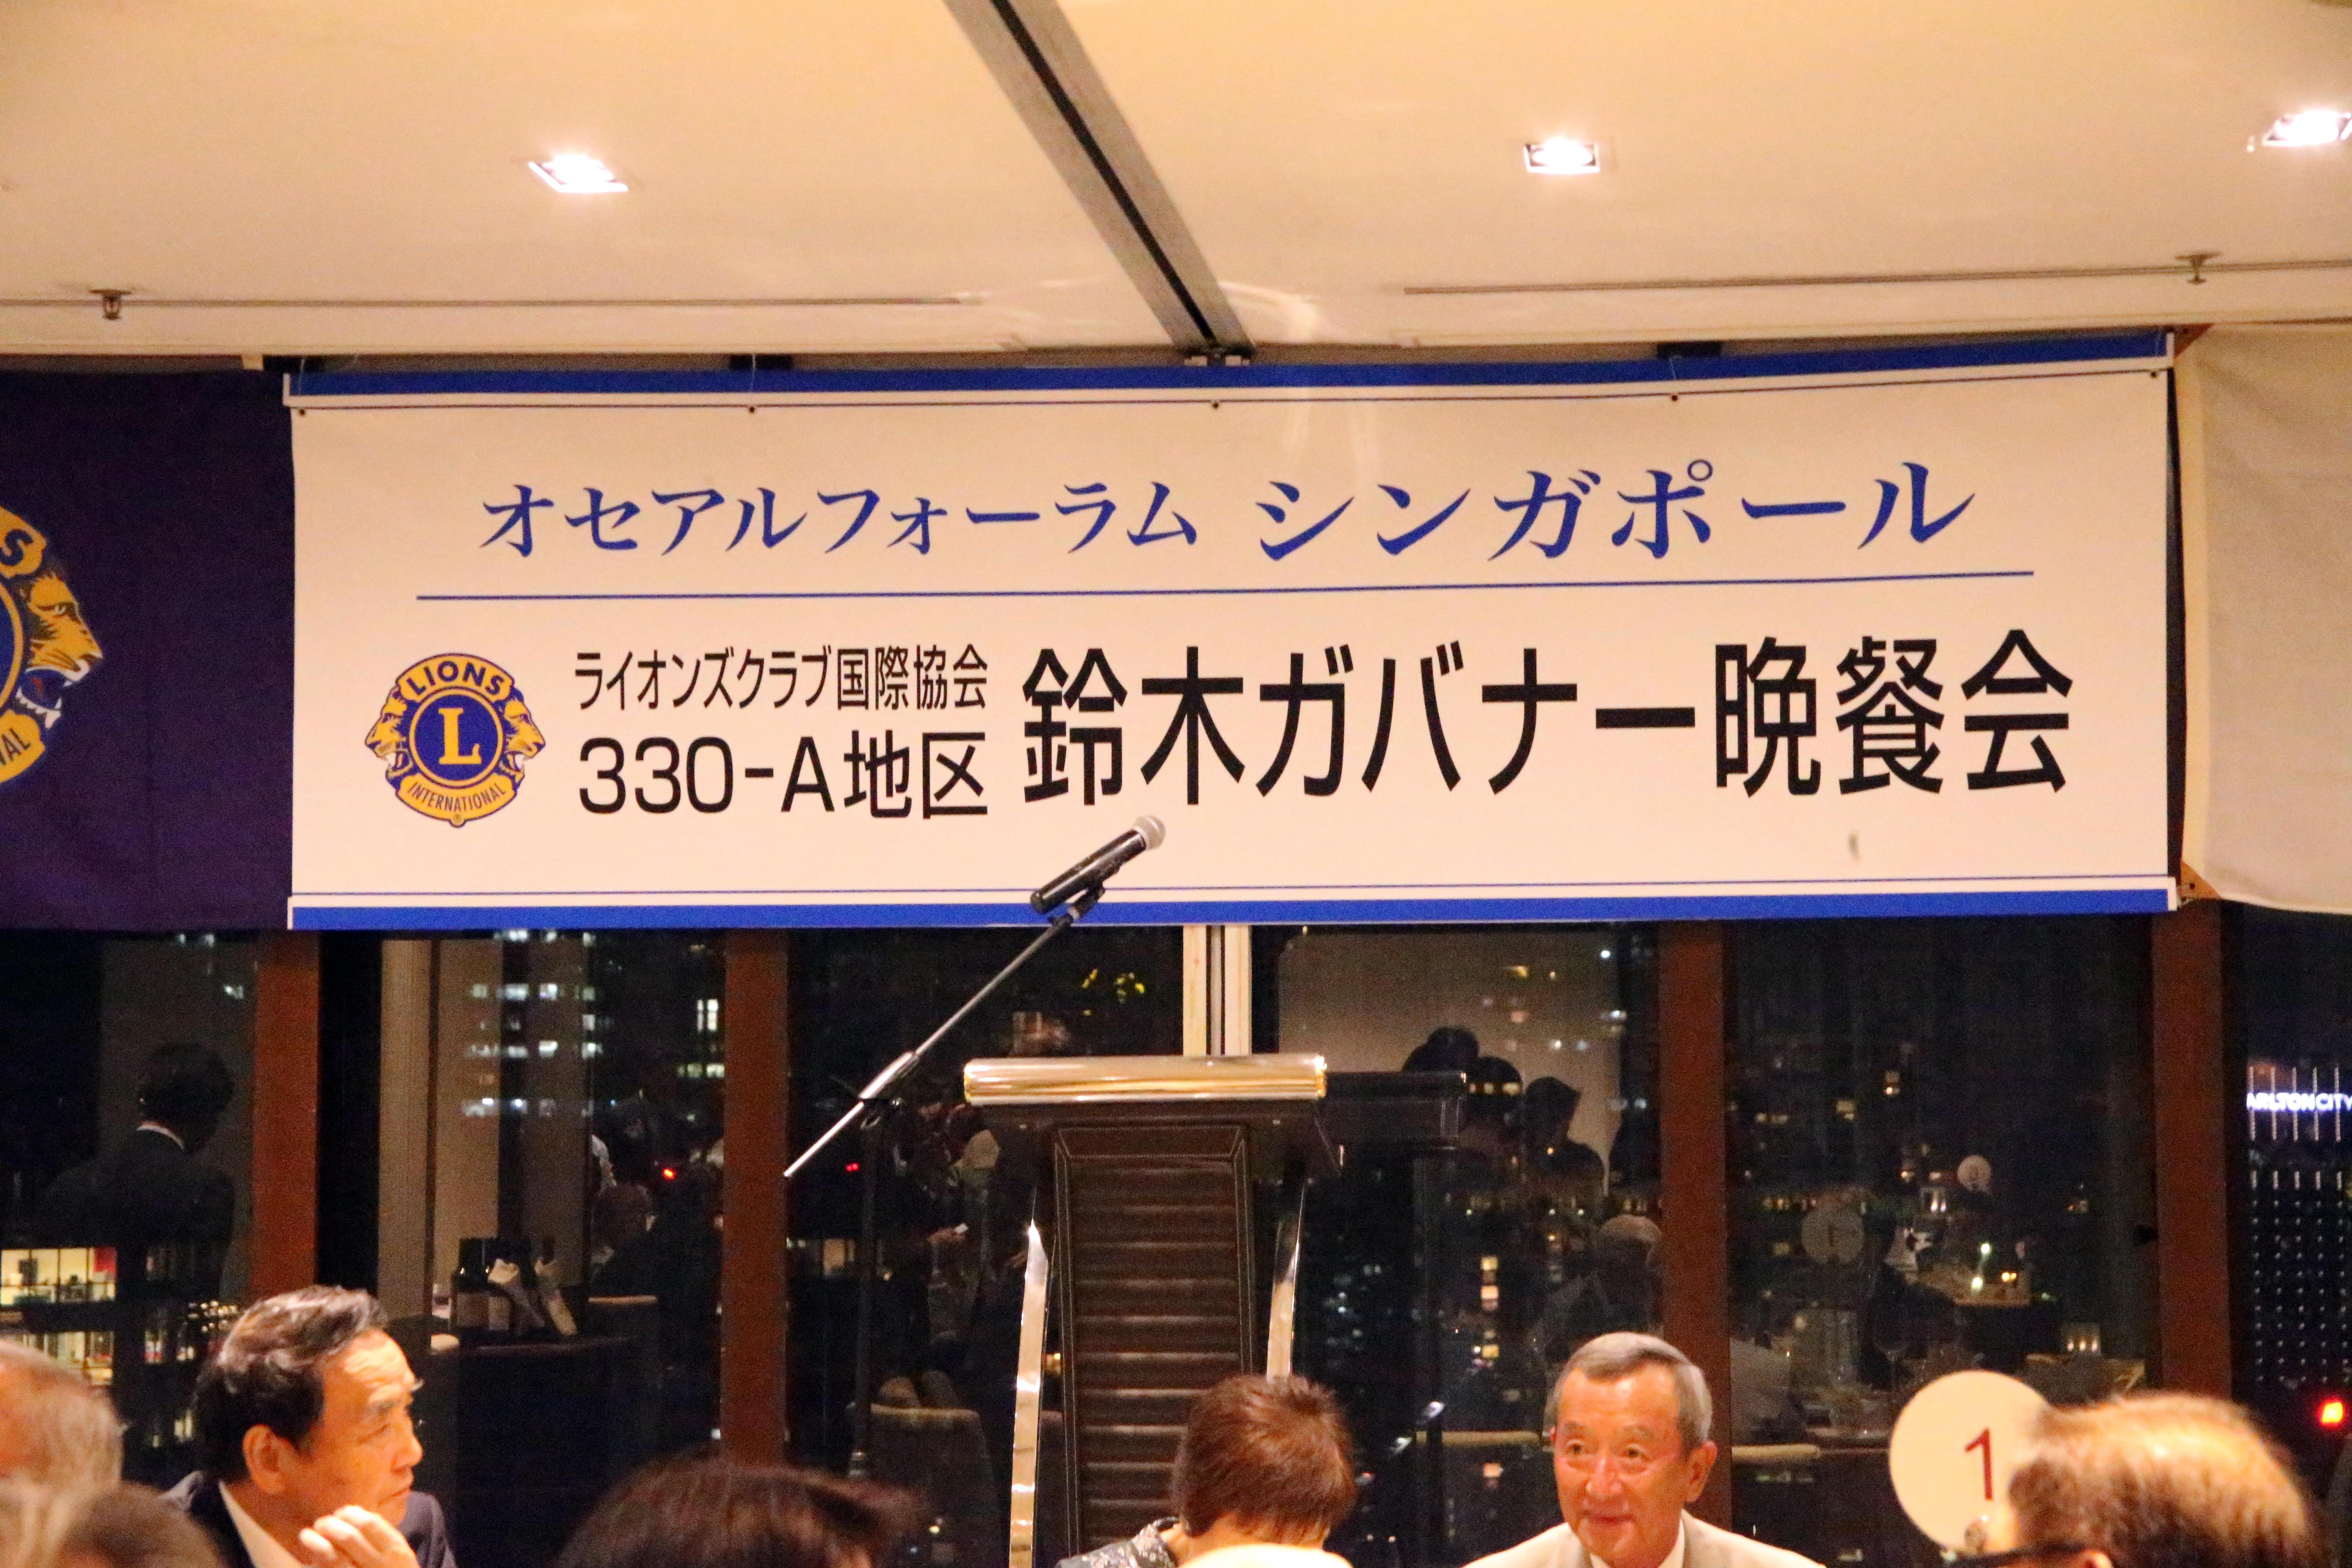 オセアルフォーラム シンガポール
LIONS
L
INTERNATIONAL
®
ライオンズクラブ国際協会
330-A地区
鈴木ガバナー晩餐会
S
NAL
ARLTONCITY
1